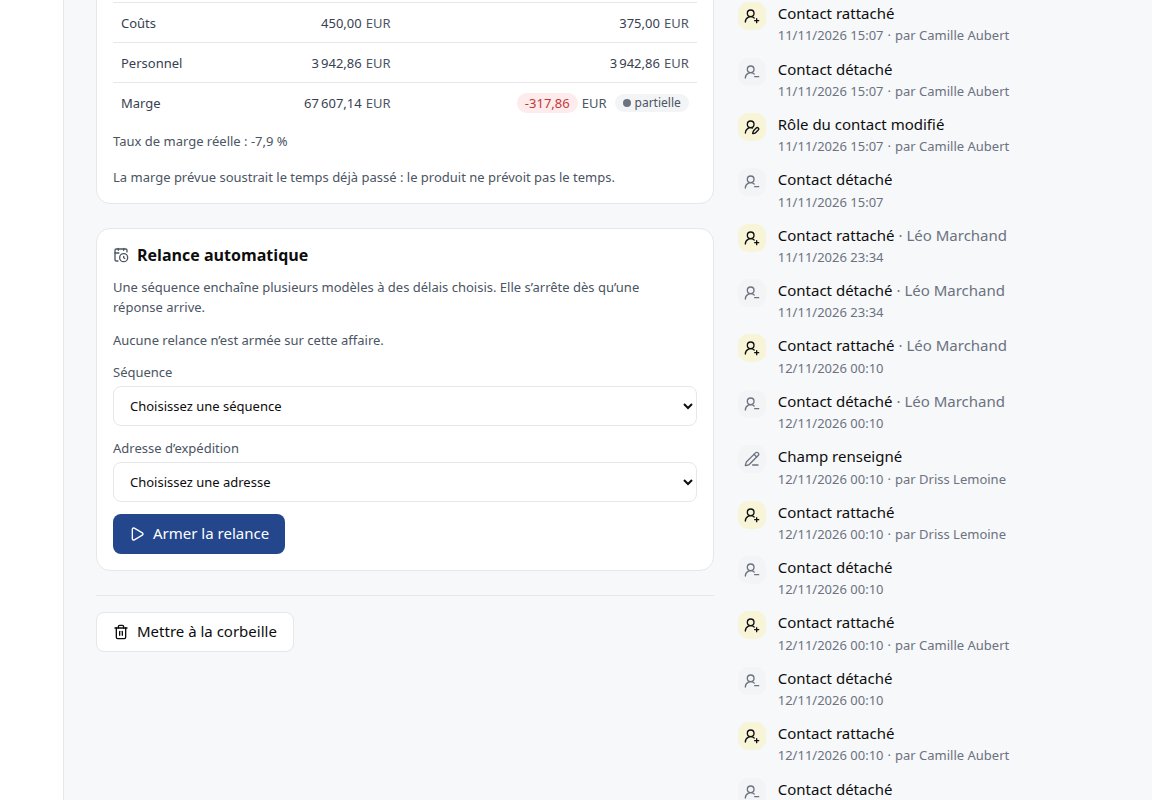 Coûts 450,00 EUR 375,00 EUR
Personnel 3 942,86 EUR 3 942,86 EUR
Marge 67 607,14 EUR -317,86 EUR partielle
Taux de marge réelle : -7,9 %
La marge prévue soustrait le temps déjà passé : le produit ne prévoit pas le temps.
Relance automatique
Une séquence enchaîne plusieurs modèles à des délais choisis. Elle s’arrête dès qu’une
réponse arrive.
Aucune relance n’est armée sur cette affaire.
Séquence
Choisissez une séquence
Adresse d’expédition
Choisissez une adresse
Armer la relance
Mettre à la corbeille
Contact rattaché
11/11/2026 15:07 · par Camille Aubert
Contact détaché
11/11/2026 15:07 · par Camille Aubert
Rôle du contact modifié
11/11/2026 15:07 · par Camille Aubert
Contact détaché
11/11/2026 15:07
Contact rattaché · Léo Marchand
11/11/2026 23:34
Contact détaché · Léo Marchand
11/11/2026 23:34
Contact rattaché · Léo Marchand
12/11/2026 00:10
Contact détaché · Léo Marchand
12/11/2026 00:10
Champ renseigné
12/11/2026 00:10 · par Driss Lemoine
Contact rattaché
12/11/2026 00:10 · par Driss Lemoine
Contact détaché
12/11/2026 00:10
Contact rattaché
12/11/2026 00:10 · par Camille Aubert
Contact détaché
12/11/2026 00:10
Contact rattaché
12/11/2026 00:10 · par Camille Aubert
Contact détaché